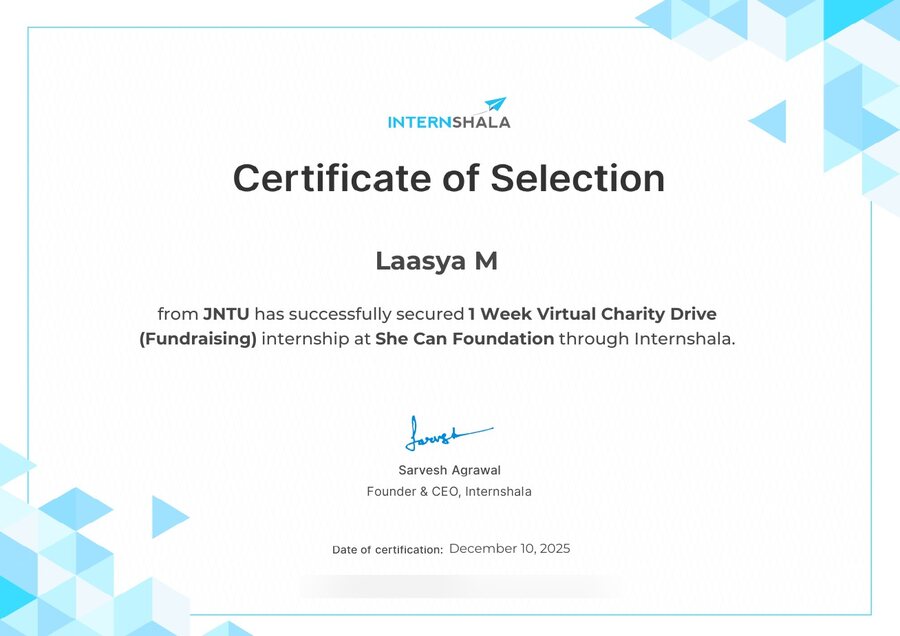 INTERNSHALA
Certificate of Selection
Laasya M
from JNTU has successfully secured 1 Week Virtual Charity Drive
(Fundraising) internship at She Can Foundation through Internshala.
Sarvesh
Sarvesh Agrawal
Founder & CEO, Internshala
Date of certification: December 10, 2025